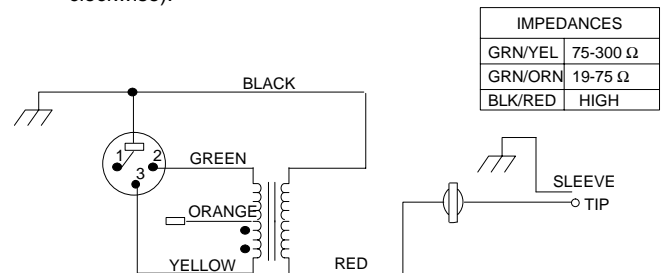 clockwise).
IMPEDANCES
GRN/YEL 75-300 Ω
GRN/ORN 19-75 Ω
BLK/RED HIGH
BLACK
1 2
3
GREEN
ORANGE
YELLOW
RED
SLEEVE
TIP